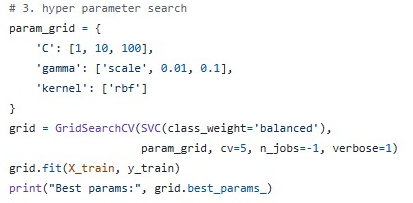 # 3. hyper parameter search
param_grid = {
    'C': [1, 10, 100],
    'gamma': ['scale', 0.01, 0.1],
    'kernel': ['rbf']
}
grid = GridSearchCV(SVC(class_weight='balanced'),
                    param_grid, cv=5, n_jobs=-1, verbose=1)
grid.fit(X_train, y_train)
print("Best params:", grid.best_params_)